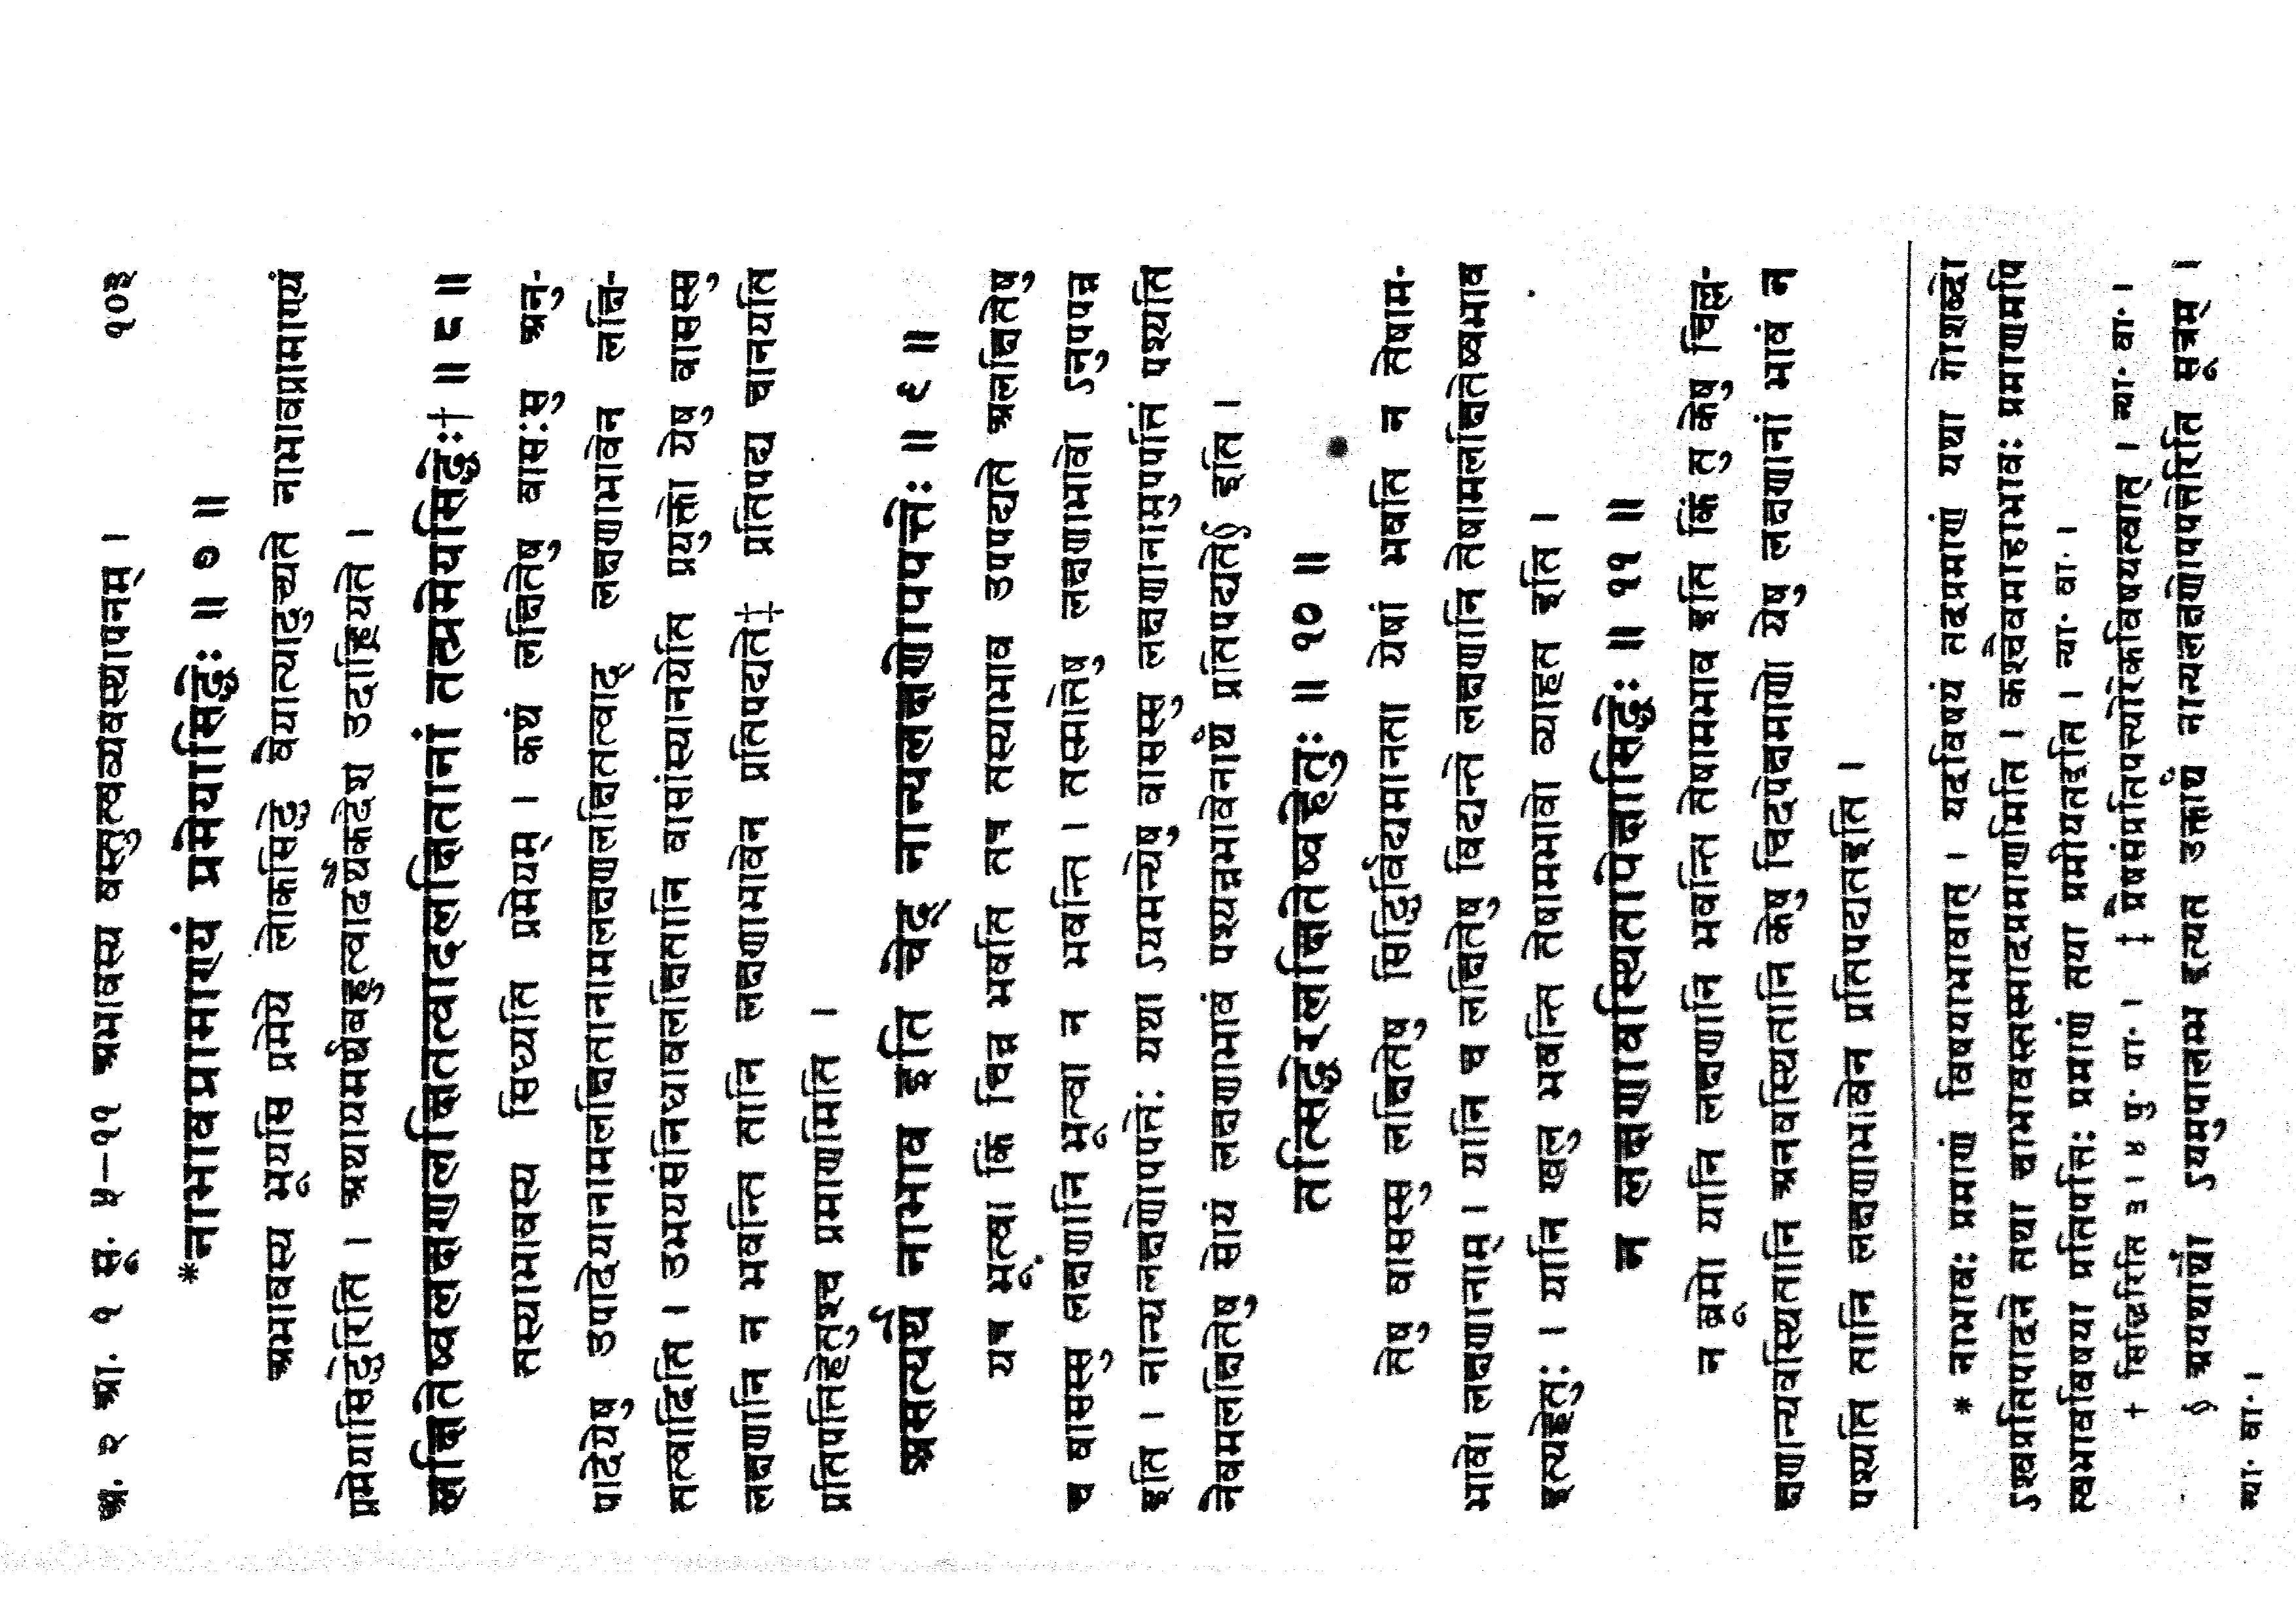 अ. २ आ. १ सू. ५—११ अभावस्य वस्तुत्वव्यवस्थापनम् । १०३
*नाभावप्रामाण्यं प्रमेयासिद्धेः ॥ ७ ॥
अभावस्य भूयसि प्रमेये लोकसिद्धे वैयात्यादुच्यते नाभावप्रामाण्यं
प्रमेयासिद्धेरिति । अथायमर्थबहुत्वादर्थैकदेश उदाह्रियते ।
लक्षितेष्वलक्षणलक्षितत्वादलक्षितानां तत्प्रमेयसिद्धेः† ॥ ८ ॥
तस्याभावस्य सिध्यति प्रमेयम् । कथं लक्षितेषु वासःसु अनु-
पादेयेषु उपादेयानामलक्षितानामलक्षणलक्षितत्वाद् लक्षणाभावेन लक्षि-
तत्वादिति । उभयसंनिधावलक्षितानि वासांस्यानयेति प्रयुक्तो येषु वासस्सु
लक्षणानि न भवन्ति तानि लक्षणाभावेन प्रतिपद्यते‡ प्रतिपद्य चानयति
प्रतिपत्तिहेतुश्च प्रमाणमिति ।
असत्यर्थे नाभाव इति चेद् नान्यलक्षणोपपत्तेः ॥ ९ ॥
यत्र भूत्वा किं चिन्न भवति तत्र तस्याभाव उपपद्यते अलक्षितेषु
च वासस्सु लक्षणानि भूत्वा न भवन्ति । तस्मात्तेषु लक्षणाभावो ऽनुपपन्न
इति । नान्यलक्षणोपपत्तेः यथा ऽयमन्येषु वासस्सु लक्षणानामुपपत्तिं पश्यति
नैवमलक्षितेषु सोयं लक्षणाभावं पश्यन्नभावेनार्थं प्रतिपद्यते§ इति ।
तत्सिद्धेरलक्षितेष्वहेतुः ॥ १० ॥
तेषु वासस्सु लक्षितेषु सिद्धिर्विद्यमानता येषां भवति न तेषाम-
भावो लक्षणानाम् । यानि च लक्षितेषु विद्यन्ते लक्षणानि तेषामलक्षितेष्वभाव
इत्यहेतुः । यानि खलु भवन्ति तेषामभावो व्याहत इति ।
न लक्षणावस्थितापेक्षासिद्धेः ॥ ११ ॥
न ब्रूमो यानि लक्षणानि भवन्ति तेषामभाव इति किं तु केषु चिल्ल-
क्षणान्यवस्थितानि अनवस्थितानि केषु चिदपेक्षमाणो येषु लक्षणानां भावं न
पश्यति तानि लक्षणाभावेन प्रतिपद्यतइति ।
* नाभावः प्रमाणं विषयाभावात् । यदविषयं तदप्रमाणं यथा गोशब्दो
ऽश्वप्रतिपादने तथा चाभावस्तस्मादप्रमाणमिति । कश्चैवमाहाभावः प्रमाणमपि
त्वभावविषया प्रतिपत्तिः प्रमाणं तया प्रमीयतइति । न्या. वा. ।
† सिद्धिरिति ३ । ४ पु. पा. । ‡ प्रैषसंप्रतिपत्त्योरेकविषयत्वात् । न्या. वा. ।
§ अयथार्थो ऽयमुपालम्भ इत्यत उक्तार्थं नान्यलक्षणोपपत्तेरिति सूत्रम् ।
न्या. वा. ।